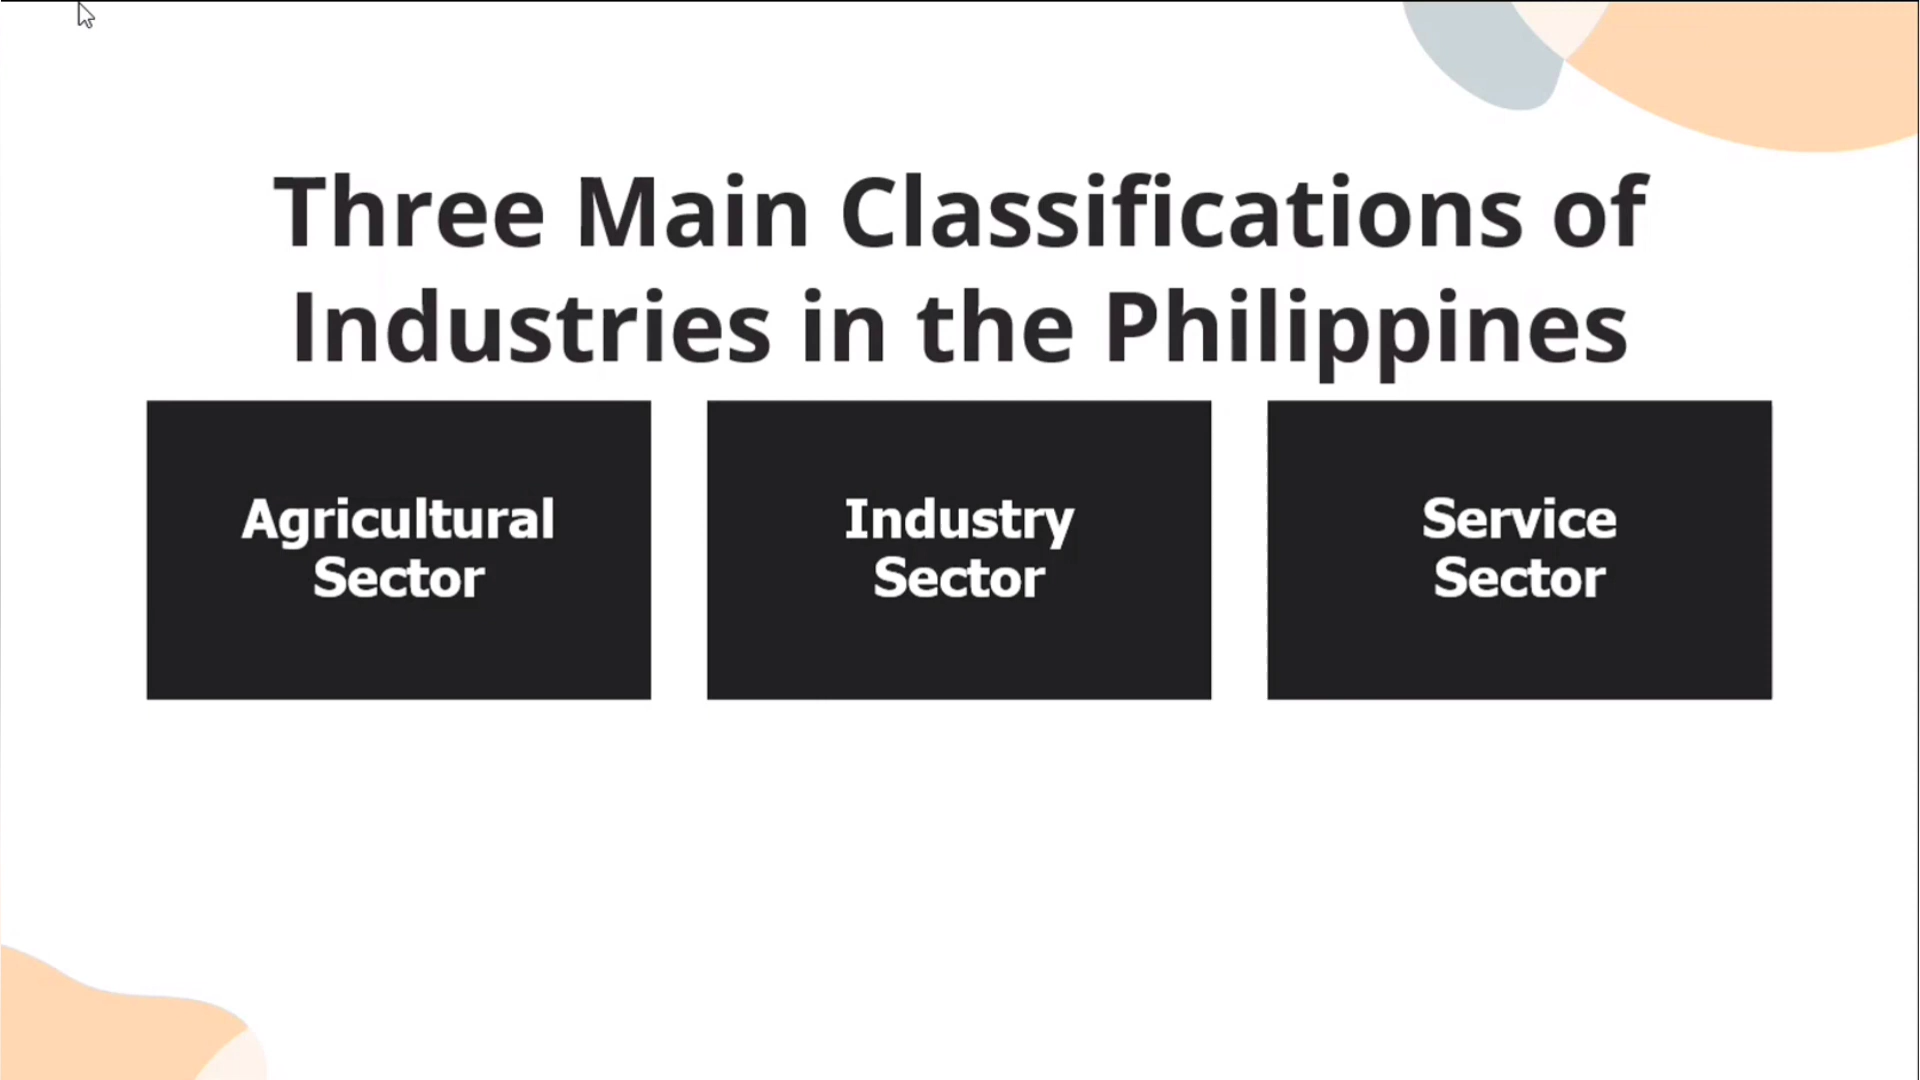 Three Main Classifications of
Industries in the Philippines
Agricultural
Sector
Industry
Sector
Service
Sector